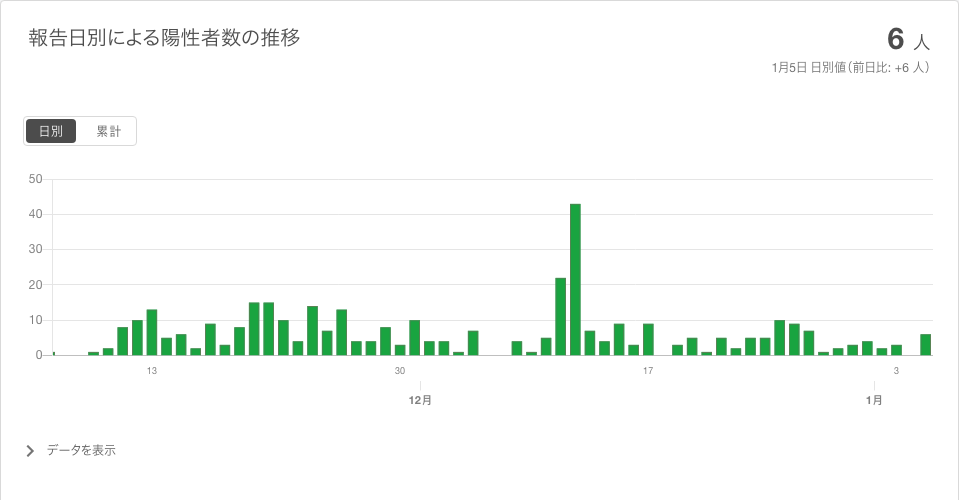 報告日別による陽性者数の推移
6 人
1月5日 日別値（前日比: +6 人）
日別 累計
50
40
30
20
10
0
13 30 17 3
12月 1月
データを表示